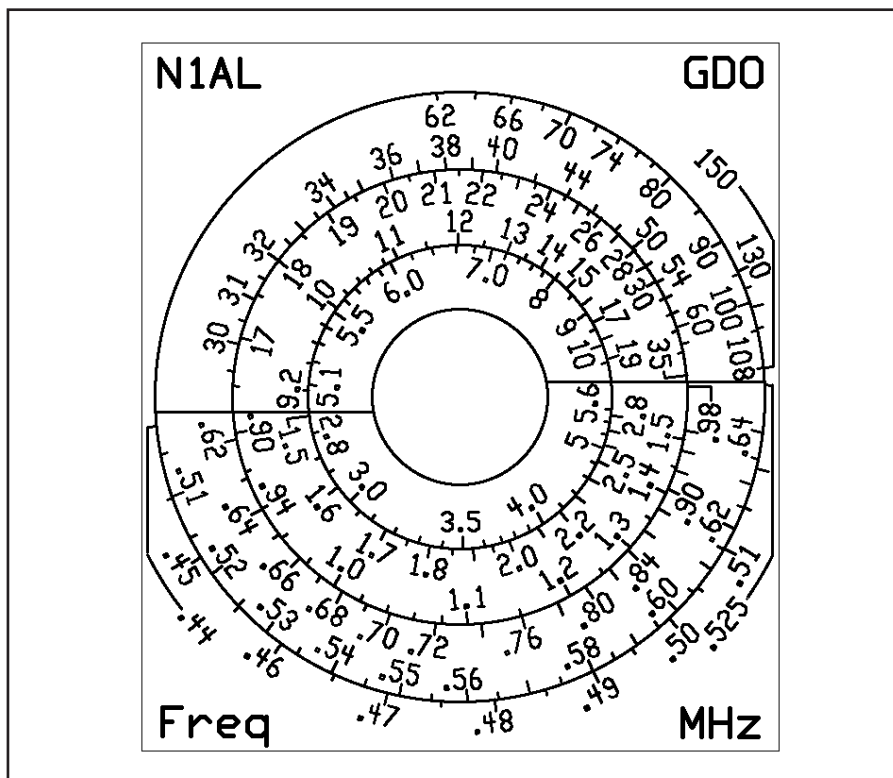 N1AL
GDO
62 66 70 74 80 90 100 108 130 150
30 31 32 34 36 38 40 44 50 54 60
17 18 19 20 21 22 24 26 28 30 35
9.2 10 11 12 13 14 15 17 19
5.1 5.5 6.0 7.0 8 9 10
2.8 3.0 3.5 4.0 5 5.6
1.5 1.6 1.7 1.8 2.0 2.2 2.5 2.8
.90 .94 1.0 1.1 1.2 1.3 1.4 1.5
.62 .64 .66 .68 .70 .72 .76 .80 .84 .90 .98
.51 .52 .53 .54 .55 .56 .58 .60 .62 .64
.44 .45 .46 .47 .48 .49 .50 .51 .525
Freq
MHz